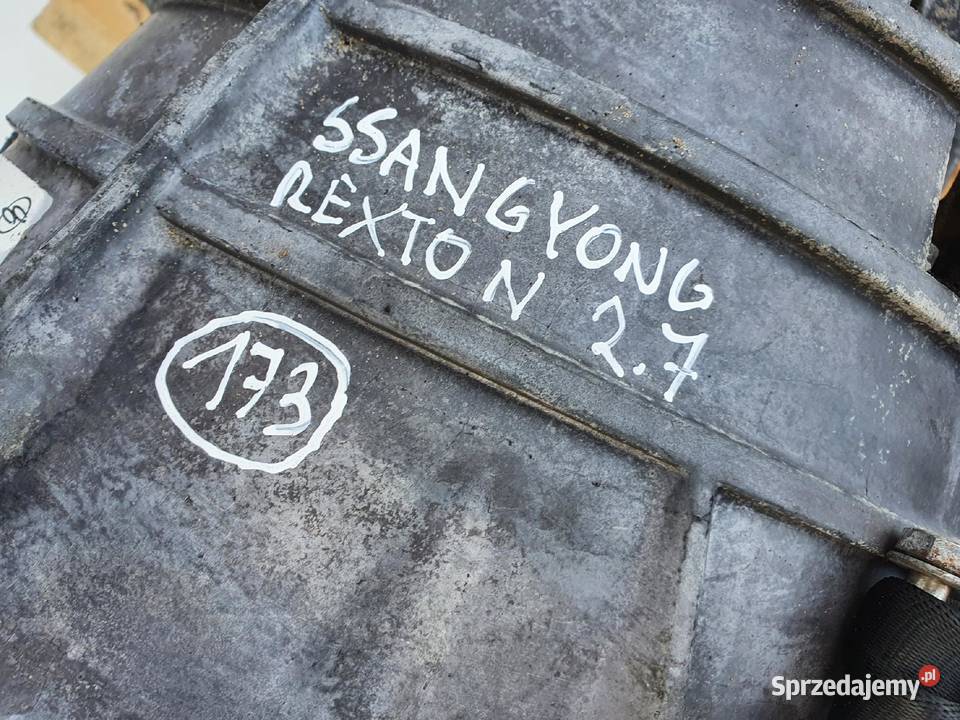 SSANGYONG
REXTON 2.7
173
Sprzedajemy.pl